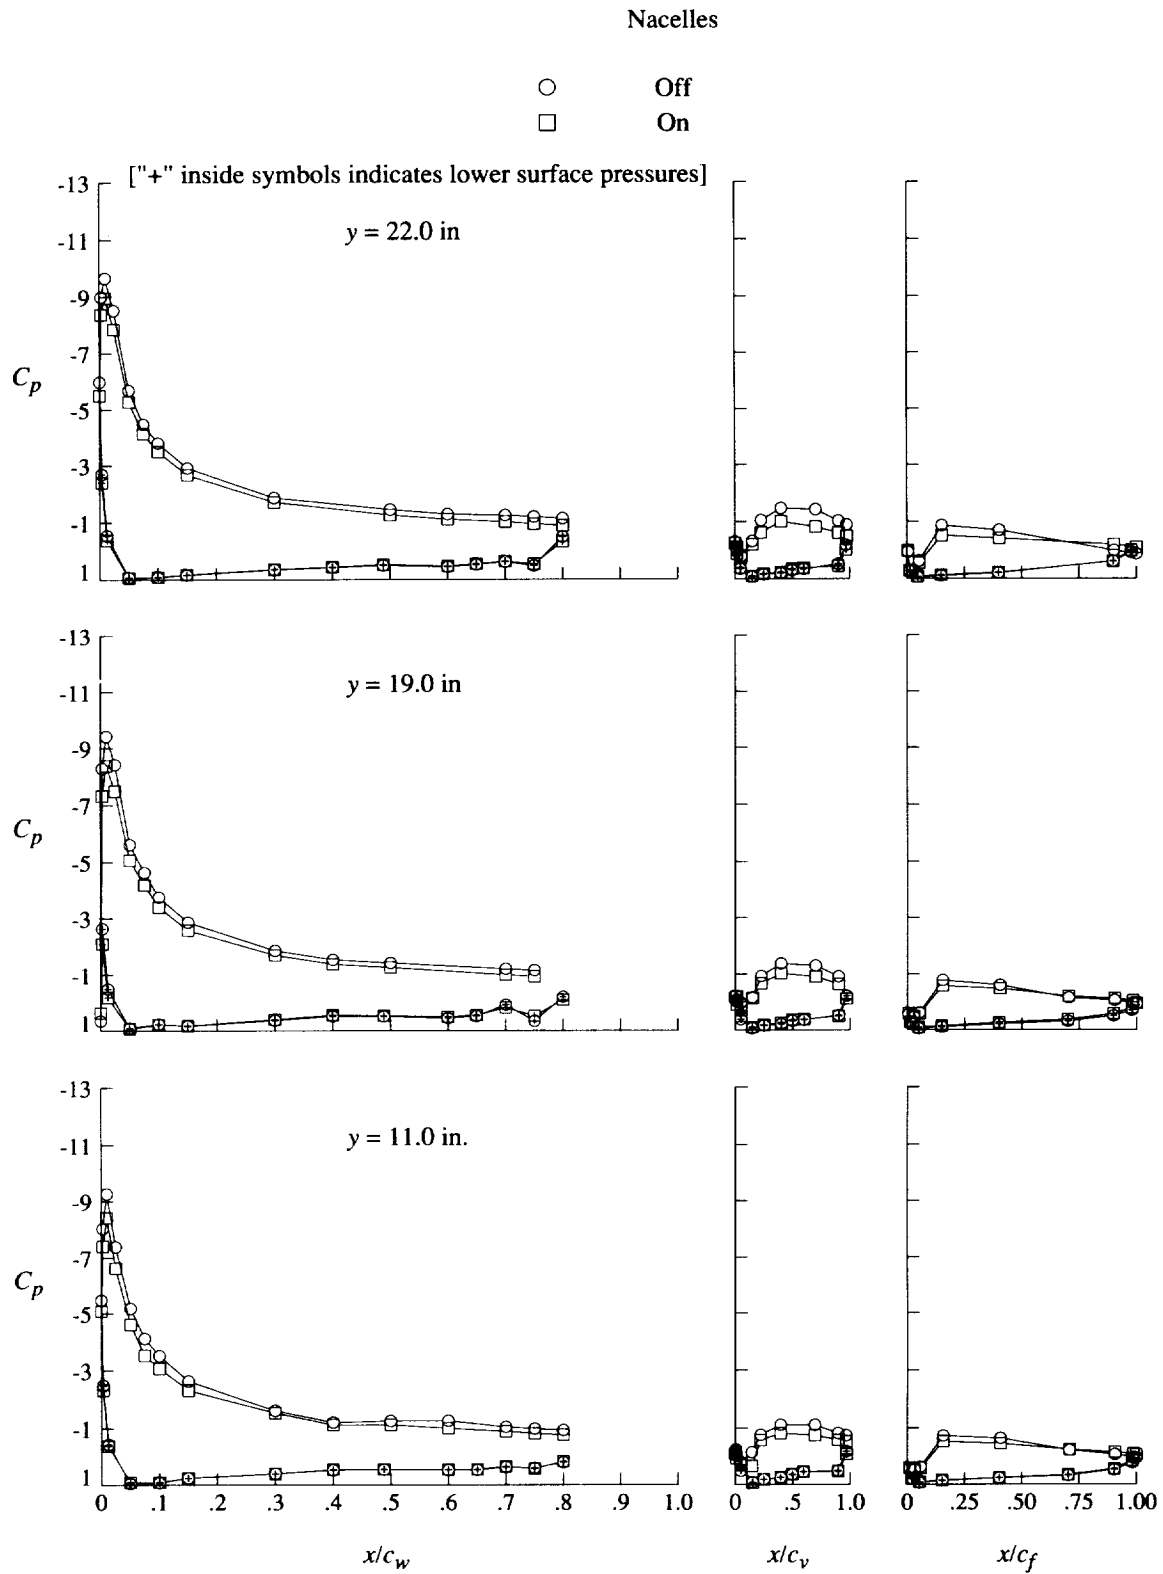 Nacelles
Off
On
["+" inside symbols indicates lower surface pressures]
-13
-11
-9
-7
-5
-3
-1
1
C_p
y = 22.0 in
-13
-11
-9
-7
-5
-3
-1
1
C_p
y = 19.0 in
-13
-11
-9
-7
-5
-3
-1
1
C_p
y = 11.0 in.
0 .1 .2 .3 .4 .5 .6 .7 .8 .9 1.0
0 .5 1.0
0 .25 .50 .75 1.00
x/c_w
x/c_v
x/c_f